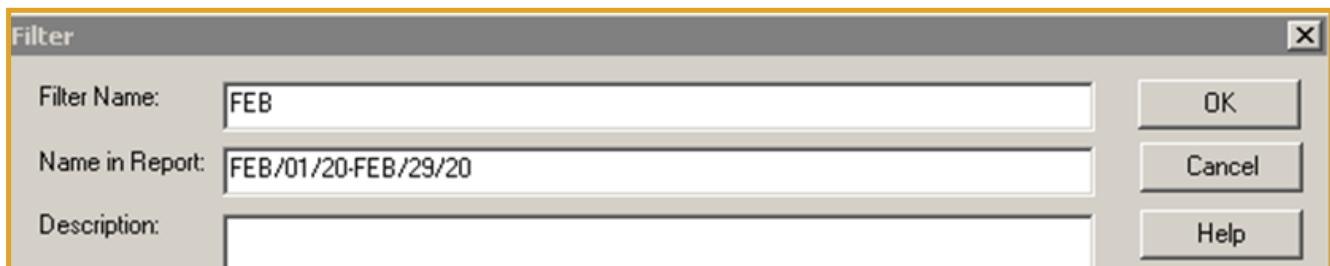 Filter
Filter Name: FEB OK
Name in Report: FEB/01/20-FEB/29/20 Cancel
Description: Help